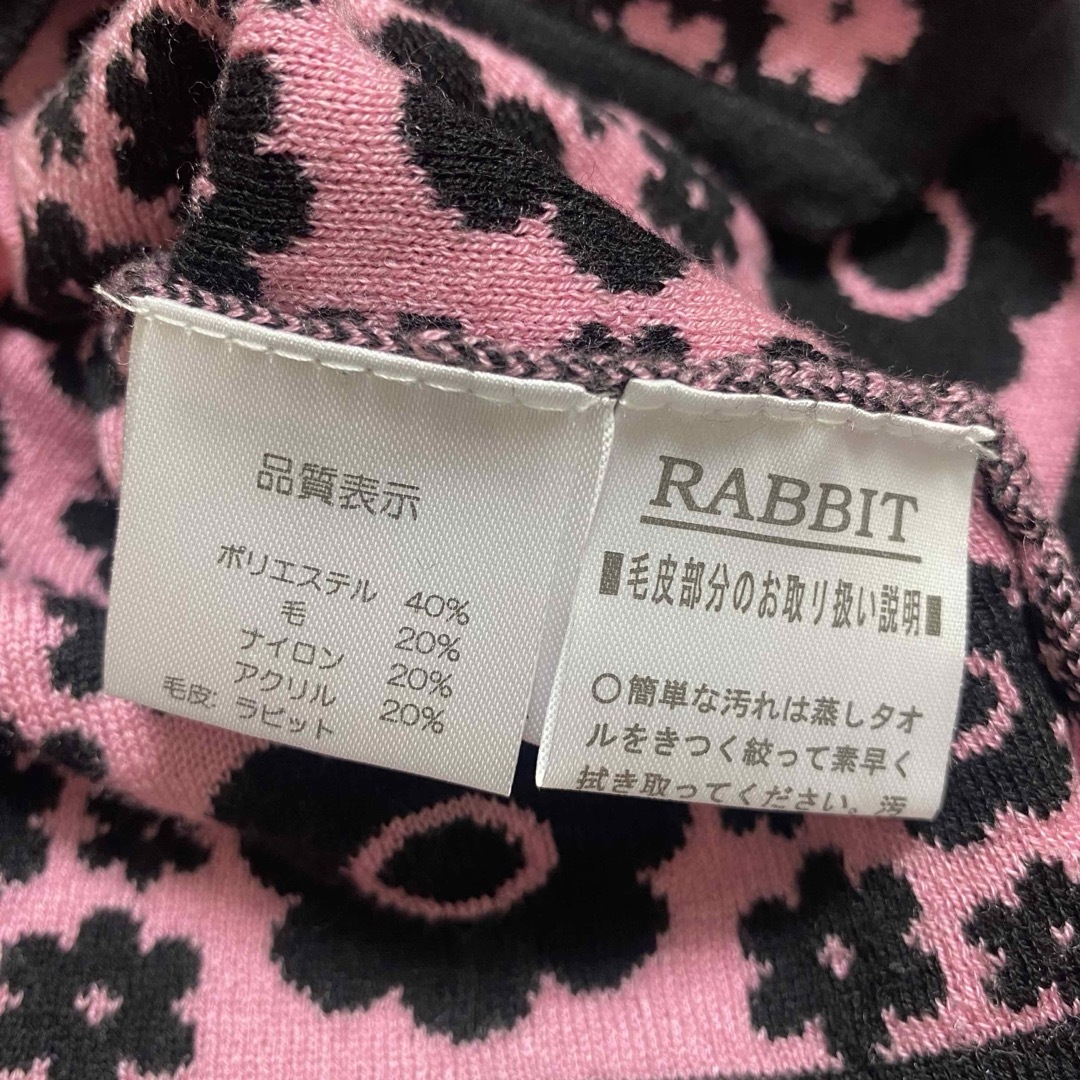 品質表示
ポリエステル 40%
毛 20%
ナイロン 20%
アクリル 20%
毛皮: ラビット
RABBIT
■毛皮部分のお取り扱い説明■
○簡単な汚れは蒸しタオ
ルをきつく絞って素早く
拭き取ってください。汚